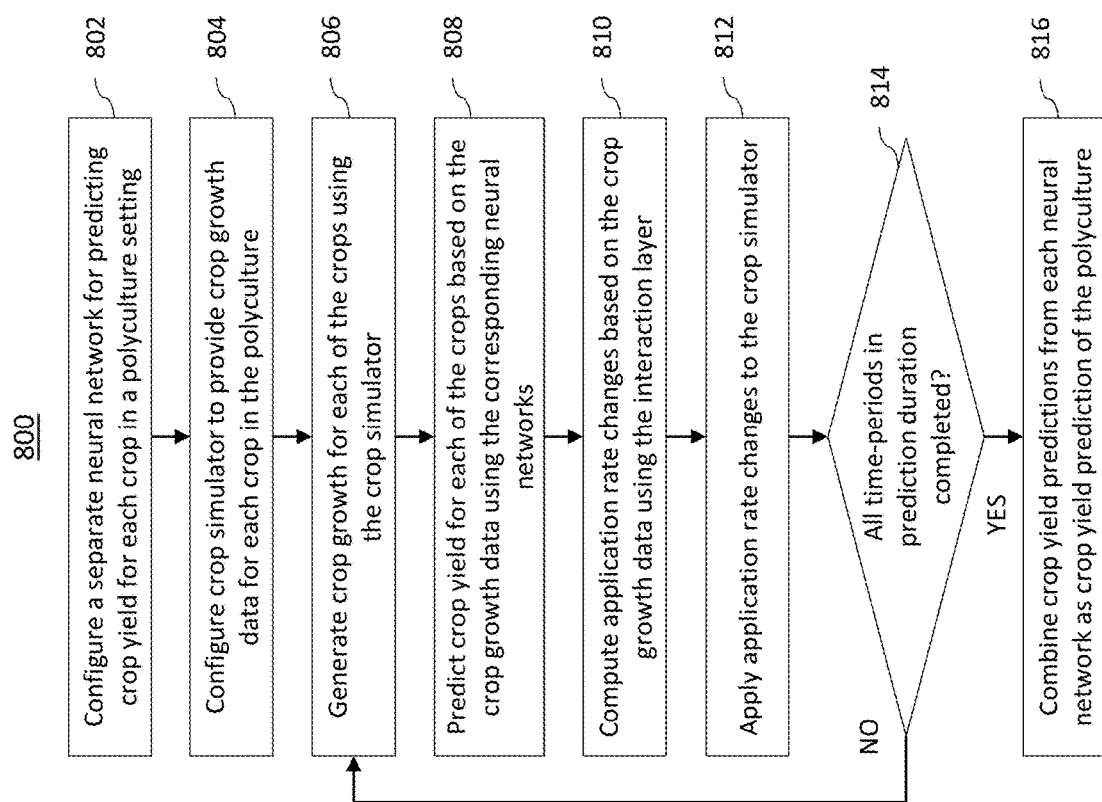 800
Configure a separate neural network for predicting
crop yield for each crop in a polyculture setting
802
Configure crop simulator to provide crop growth
data for each crop in the polyculture
804
Generate crop growth for each of the crops using
the crop simulator
806
Predict crop yield for each of the crops based on the
crop growth data using the corresponding neural
networks
808
Compute application rate changes based on the crop
growth data using the interaction layer
810
Apply application rate changes to the crop simulator
812
All time-periods in
prediction duration
completed?
814
NO
YES
Combine crop yield predictions from each neural
network as crop yield prediction of the polyculture
816